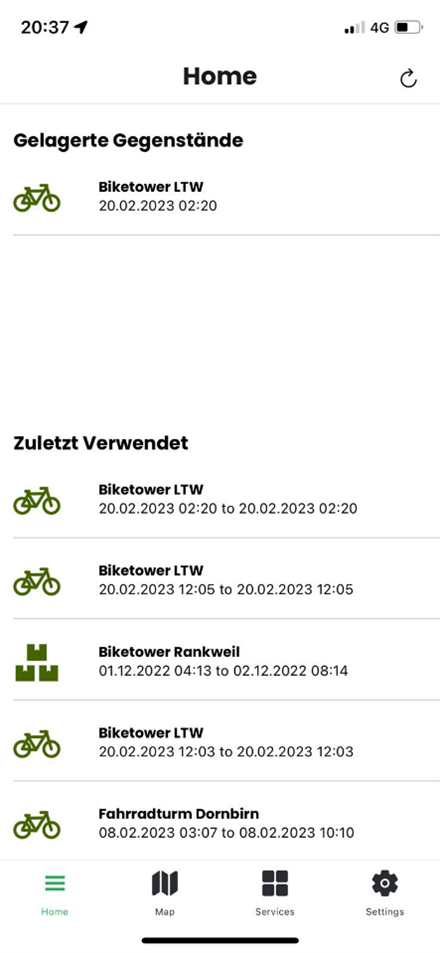 20:37
4G
Home
Gelagerte Gegenstände
Biketower LTW
20.02.2023 02:20
Zuletzt Verwendet
Biketower LTW
20.02.2023 02:20 to 20.02.2023 02:20
Biketower LTW
20.02.2023 12:05 to 20.02.2023 12:05
Biketower Rankweil
01.12.2022 04:13 to 02.12.2022 08:14
Biketower LTW
20.02.2023 12:03 to 20.02.2023 12:03
Fahrradturm Dornbirn
08.02.2023 03:07 to 08.02.2023 10:10
Home
Map
Services
Settings